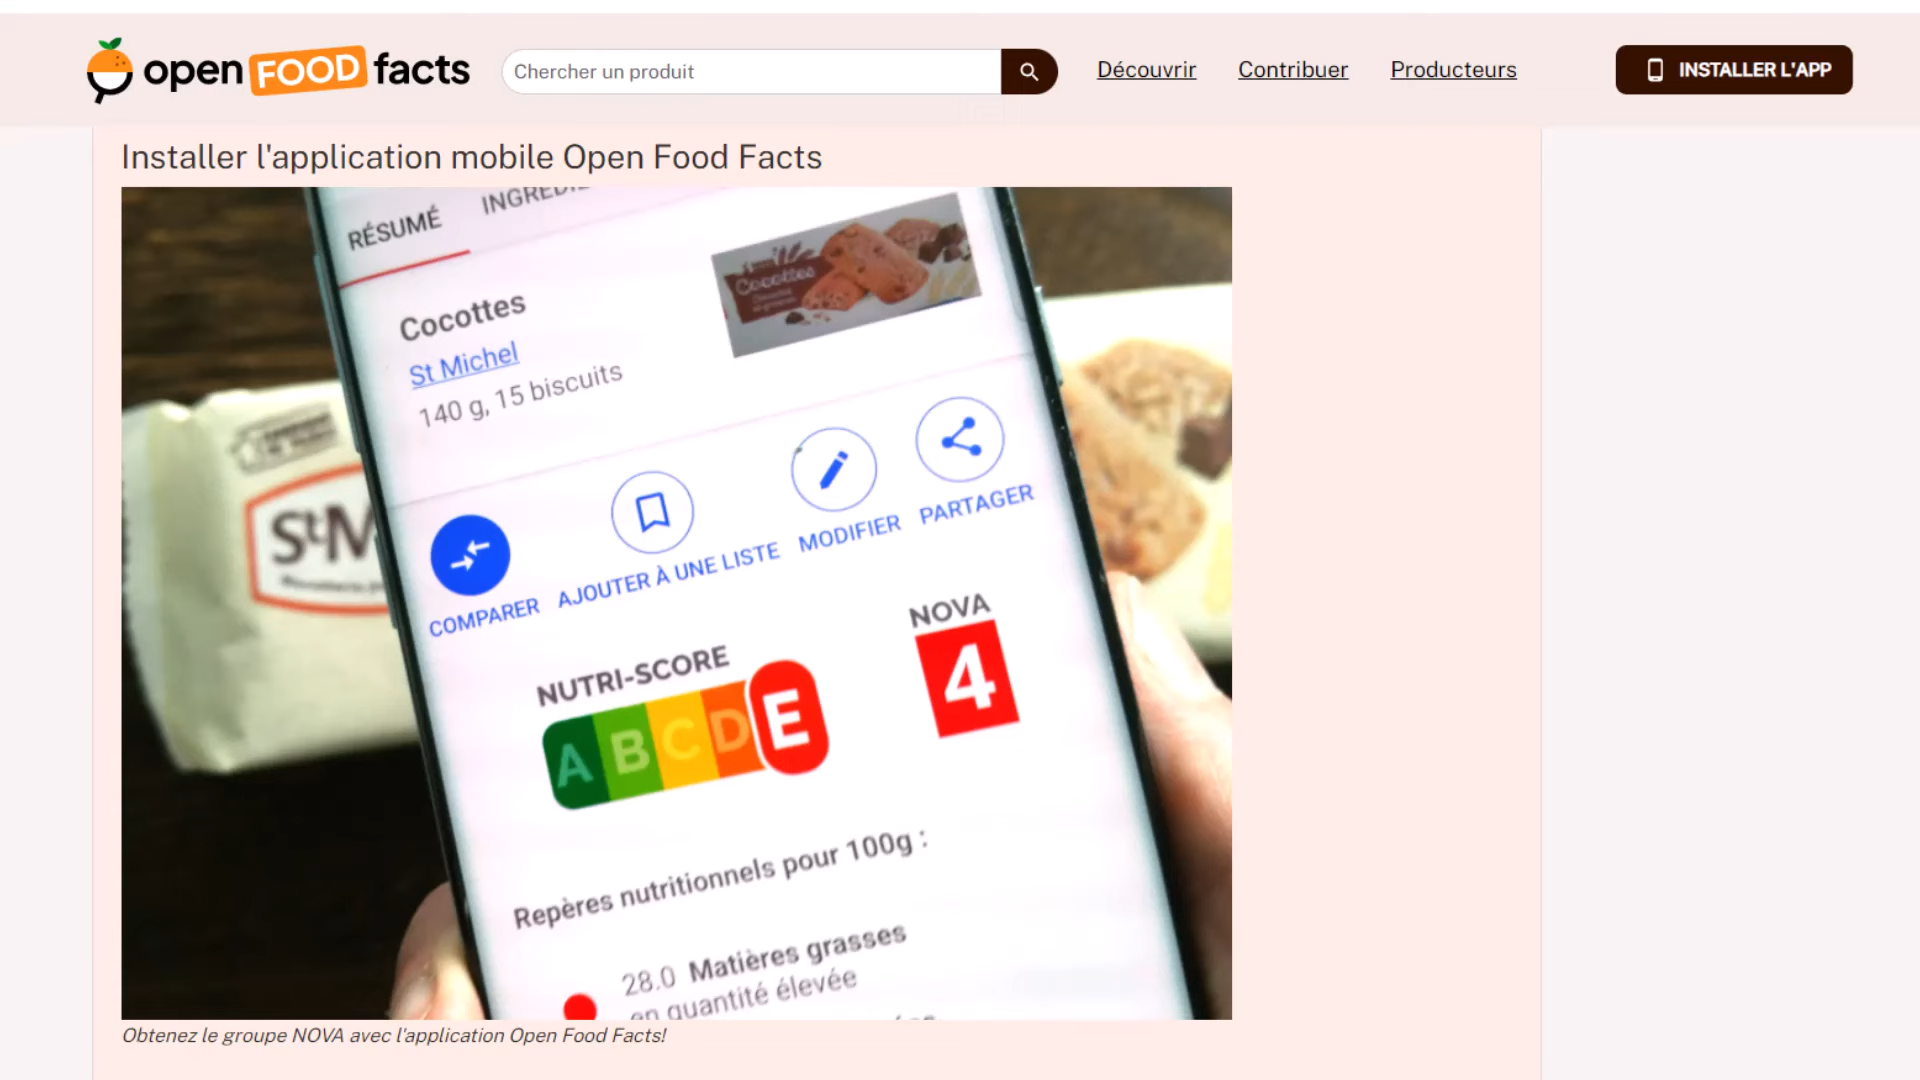 open FOOD facts
Chercher un produit
Découvrir
Contribuer
Producteurs
INSTALLER L'APP
Installer l'application mobile Open Food Facts
RÉSUMÉ
Cocottes
Cocottes
St Michel
140 g, 15 biscuits
COMPARER
AJOUTER À UNE LISTE
MODIFIER
PARTAGER
NUTRI-SCORE
A B C D E
NOVA
4
Repères nutritionnels pour 100g :
28.0 Matières grasses
en quantité élevée
Obtenez le groupe NOVA avec l'application Open Food Facts!